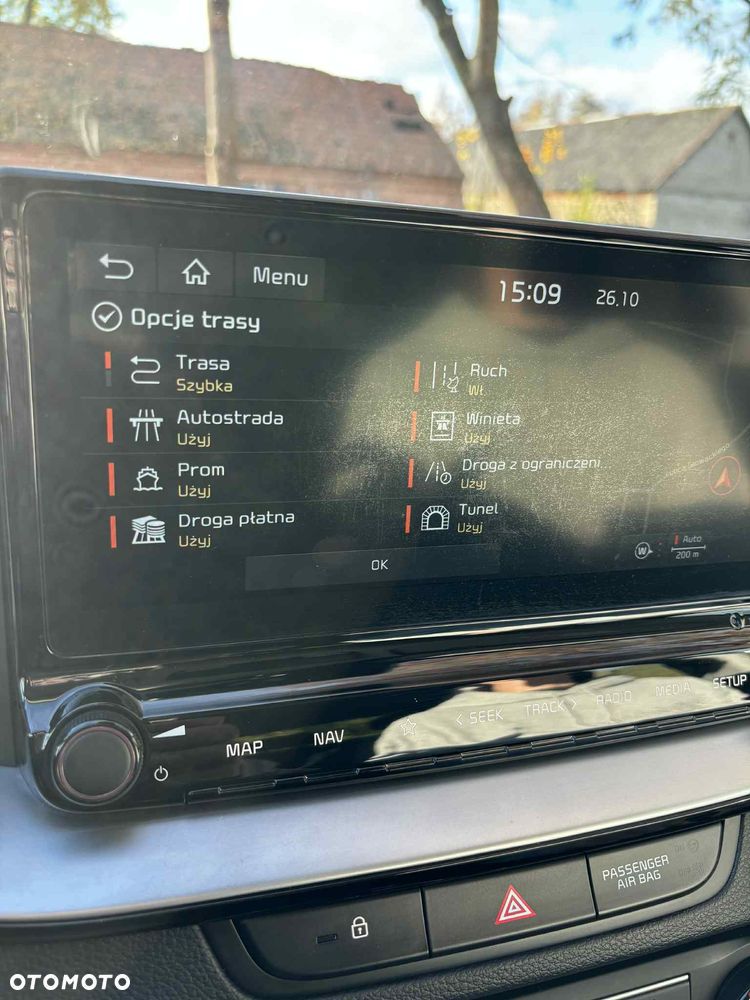 Menu
15:09
26.10
Opcje trasy
Trasa
Szybka
Ruch
Wł.
Autostrada
Użyj
Winieta
Użyj
Prom
Użyj
Droga z ograniczeni...
Użyj
Droga płatna
Użyj
Tunel
Użyj
OK
W
Auto
200 m
MAP
NAV
< SEEK
TRACK >
RADIO
MEDIA
SETUP
PASSENGER
AIR BAG
OTOMOTO